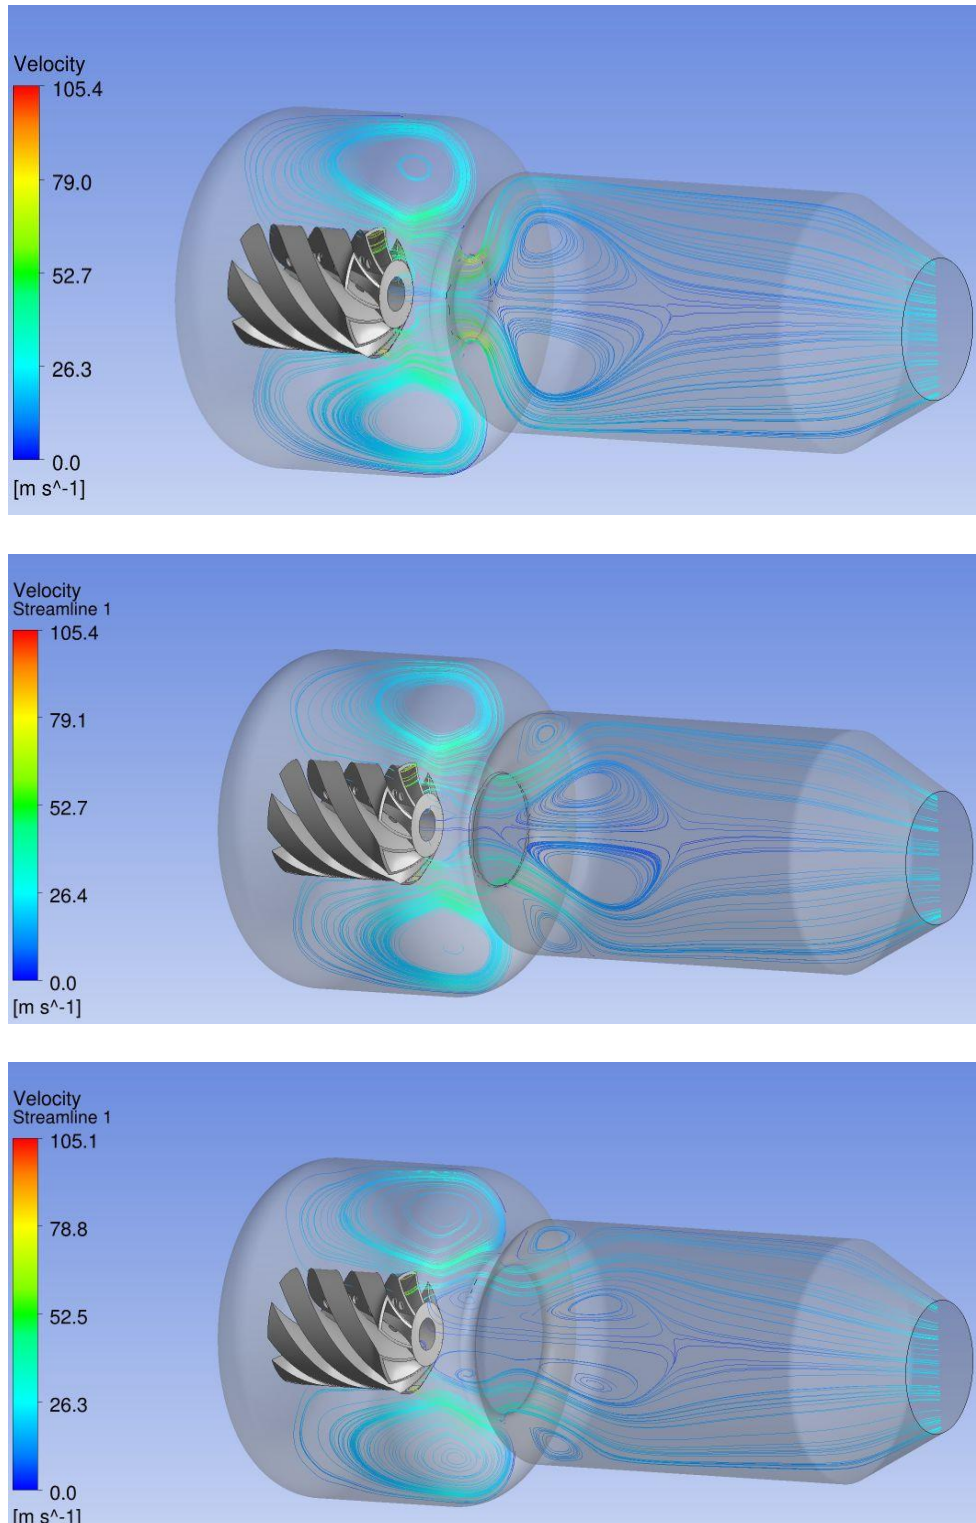 Velocity
105.4
79.0
52.7
26.3
0.0
[m s^-1]
Velocity
Streamline 1
105.4
79.1
52.7
26.4
0.0
[m s^-1]
Velocity
Streamline 1
105.1
78.8
52.5
26.3
0.0
[m s^-1]